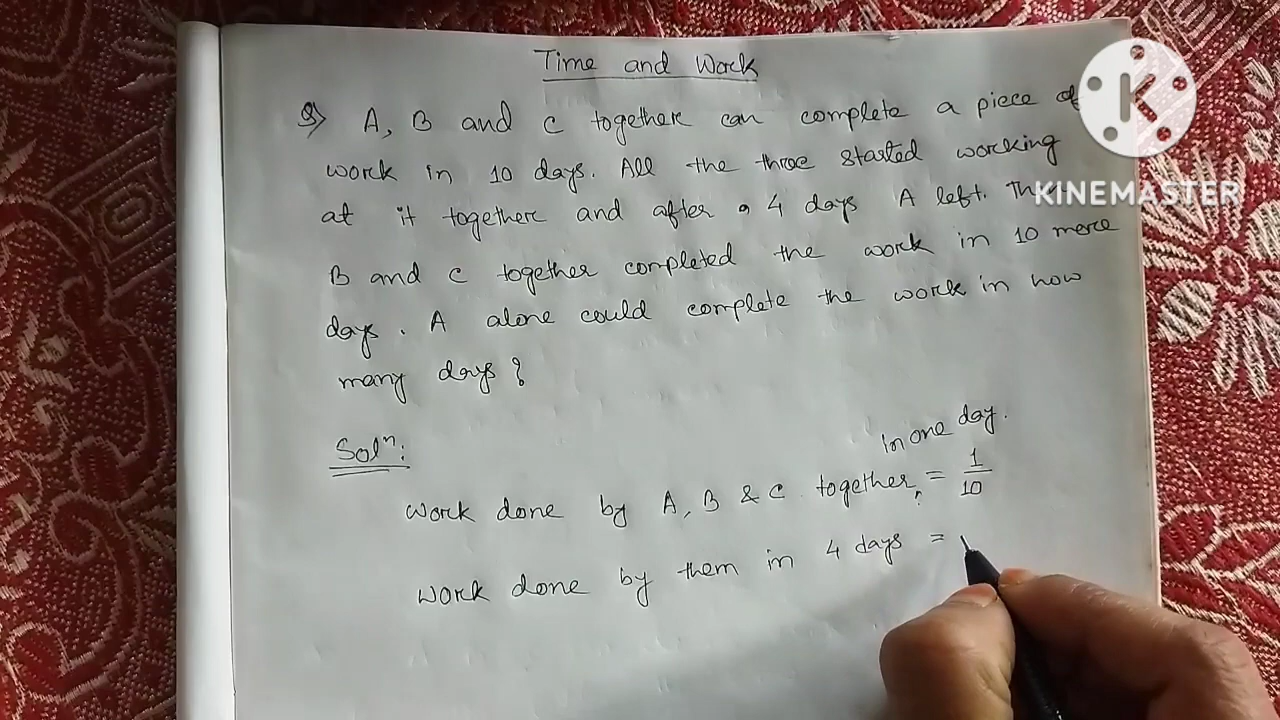 Time and Work
Q> A, B and C together can complete a piece of
work in 10 days. All the three started working
at it together and after 4 days A left. Then
B and C together completed the work in 10 more
days. A alone could complete the work in how
many days?
Solⁿ:
in one day.
Work done by A, B & C together = 1/10
Work done by them in 4 days =
K
KINEMASTER